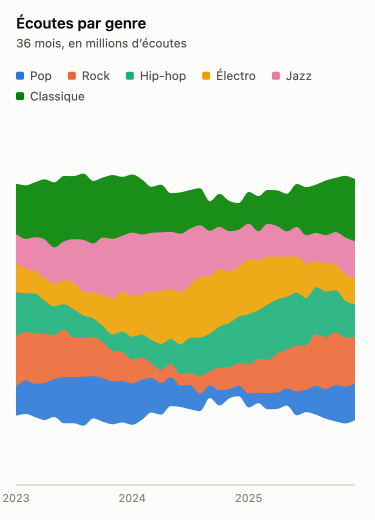 Écoutes par genre
36 mois, en millions d’écoutes
Pop Rock Hip-hop Électro Jazz
Classique
2023 2024 2025